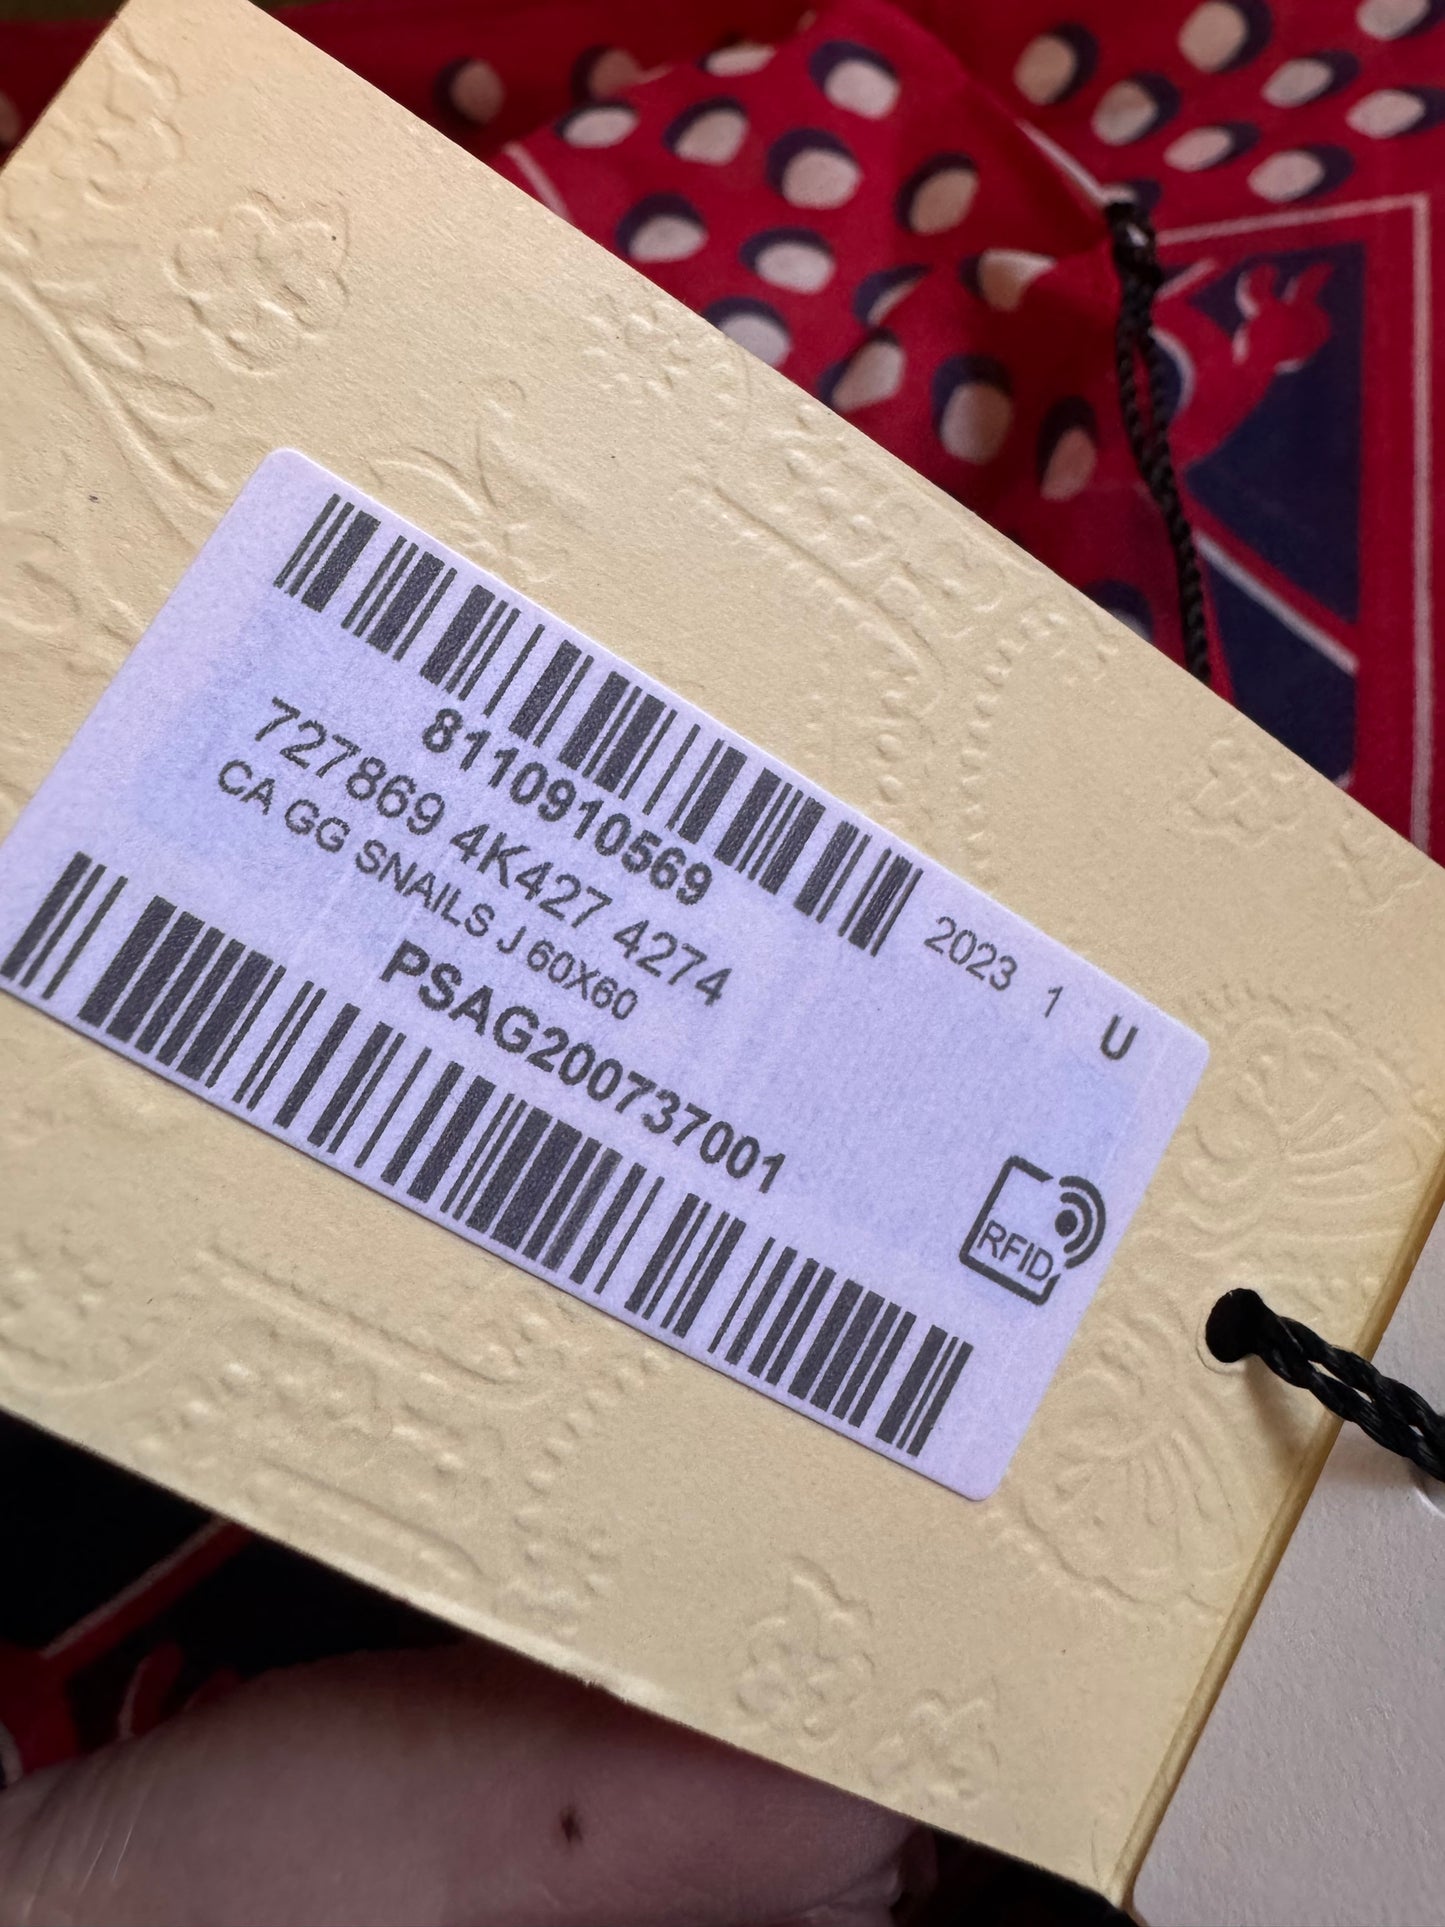 8110910569
727869 4K427 4274
CA GG SNAILS J 60X60
PSAG200737001
2023 1 U
RFID